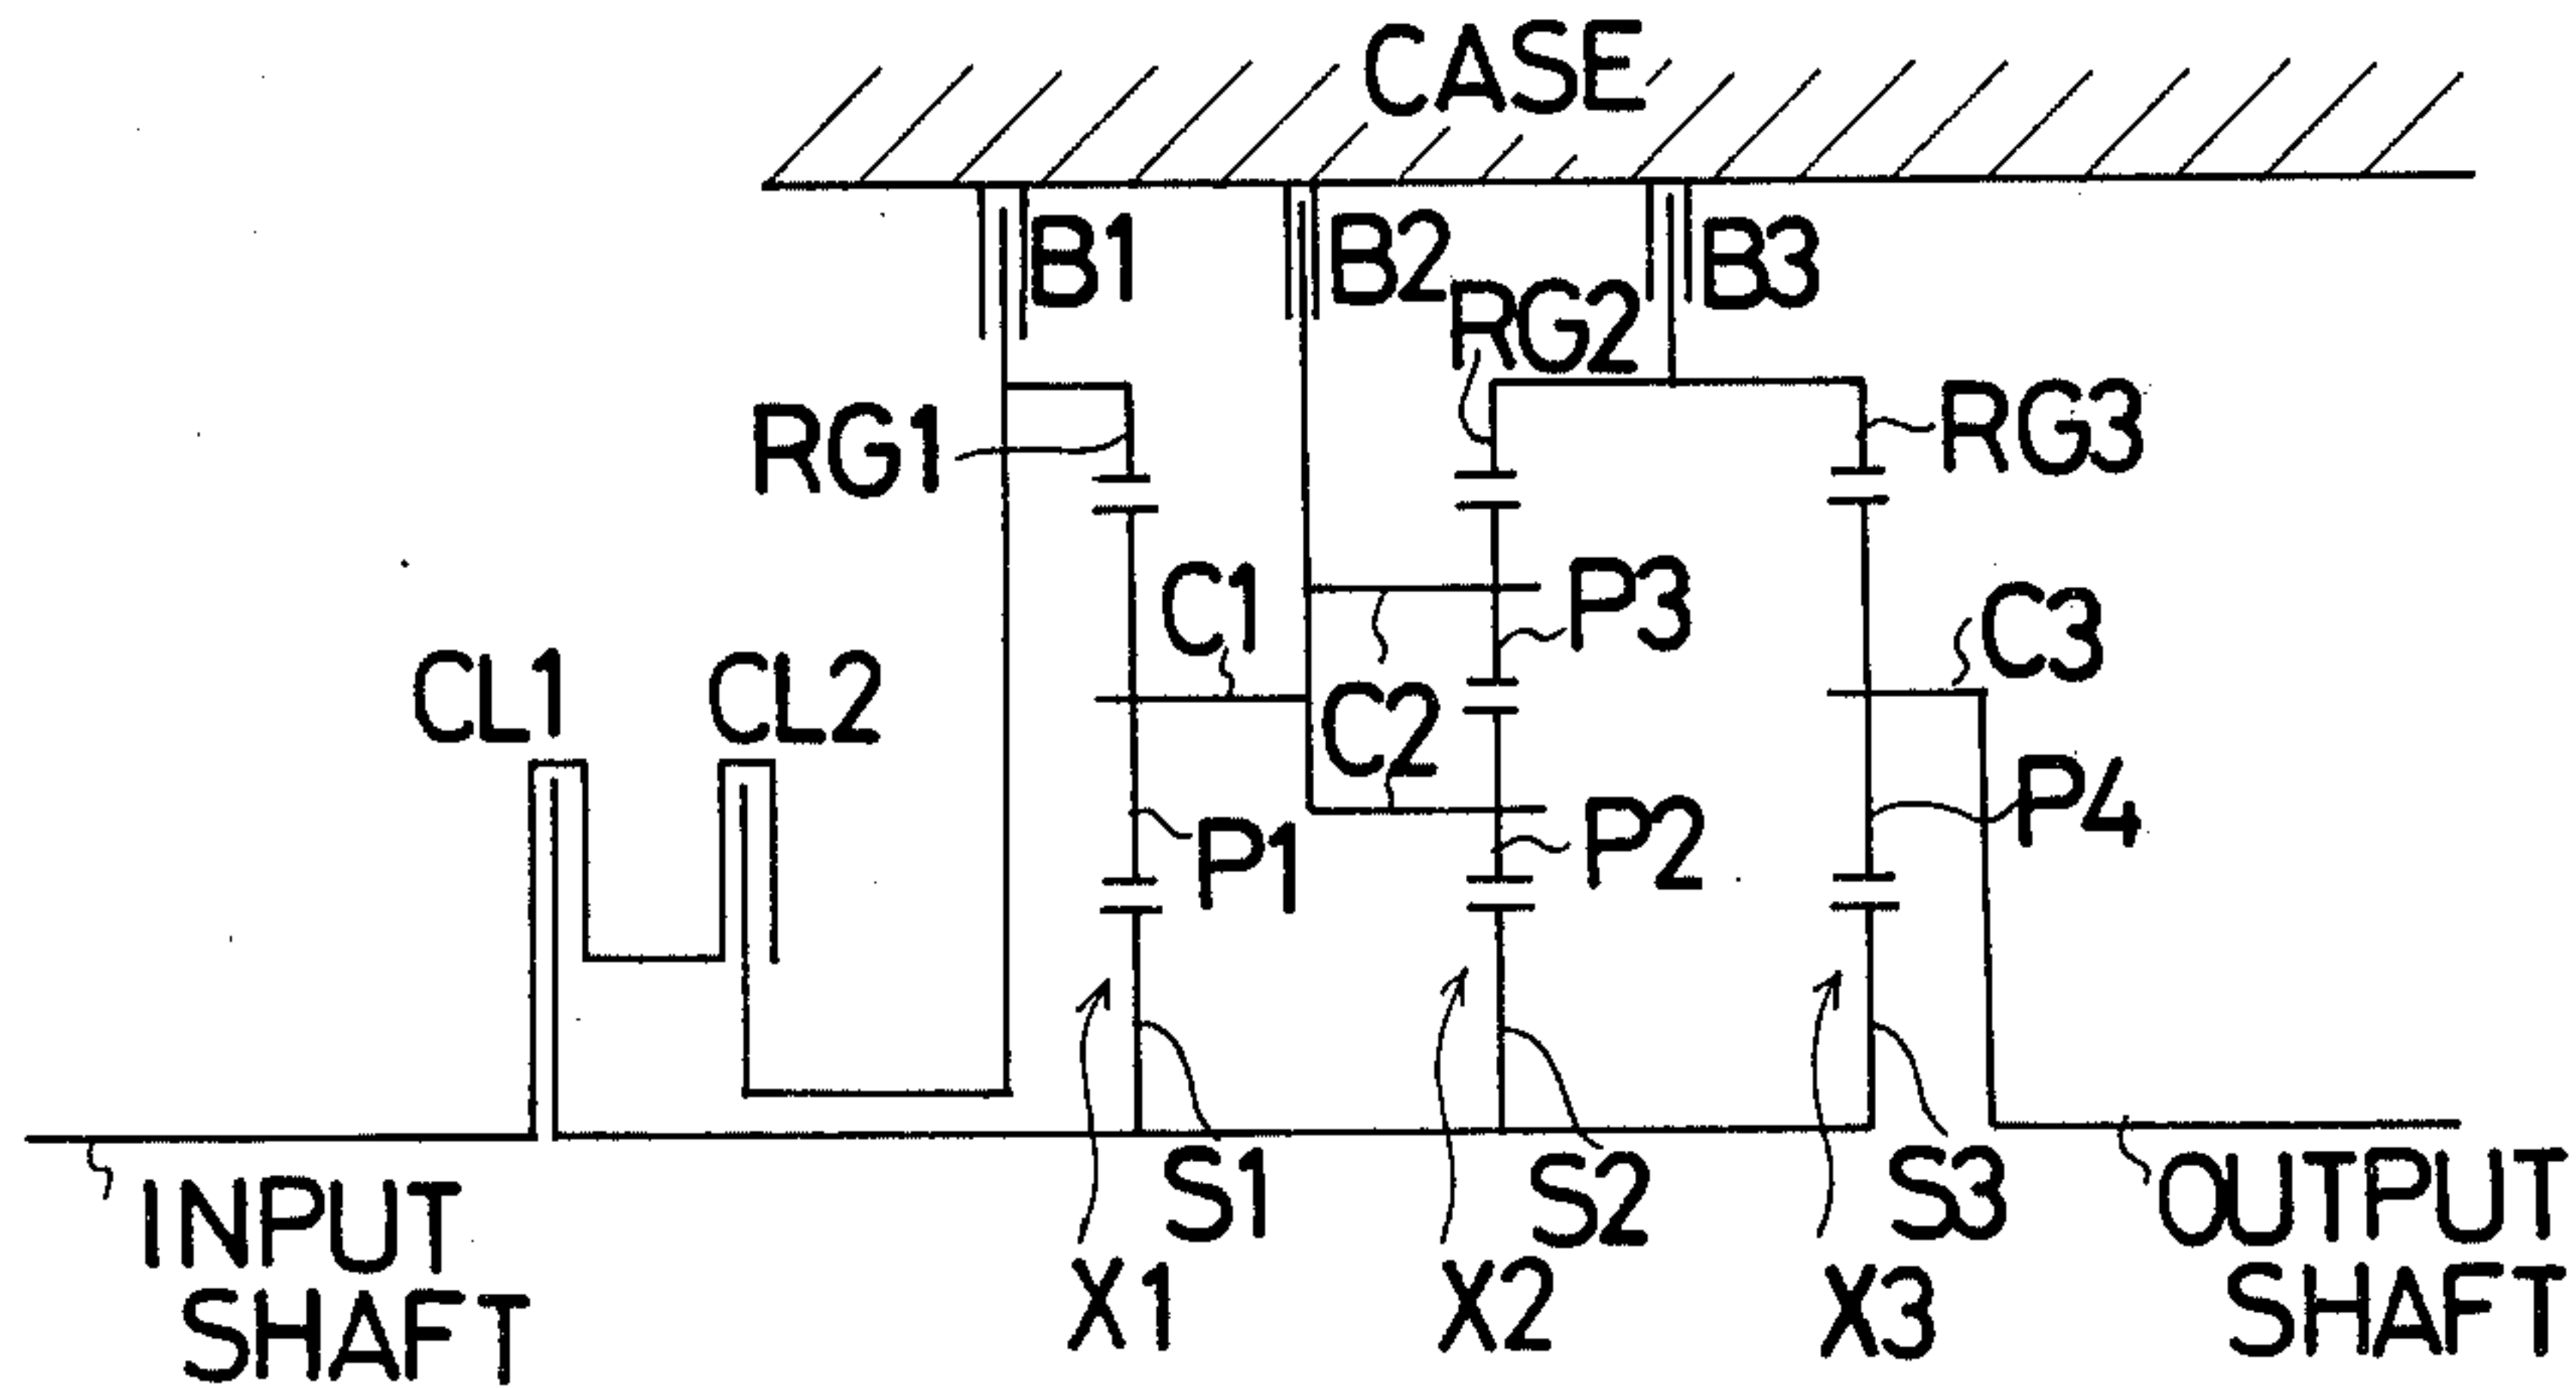 CASE
B1
B2
B3
RG2
RG1
RG3
C1
P3
C3
CL1
CL2
C2
P4
P1
P2
S1
S2
S3
INPUT
SHAFT
OUTPUT
SHAFT
X1
X2
X3